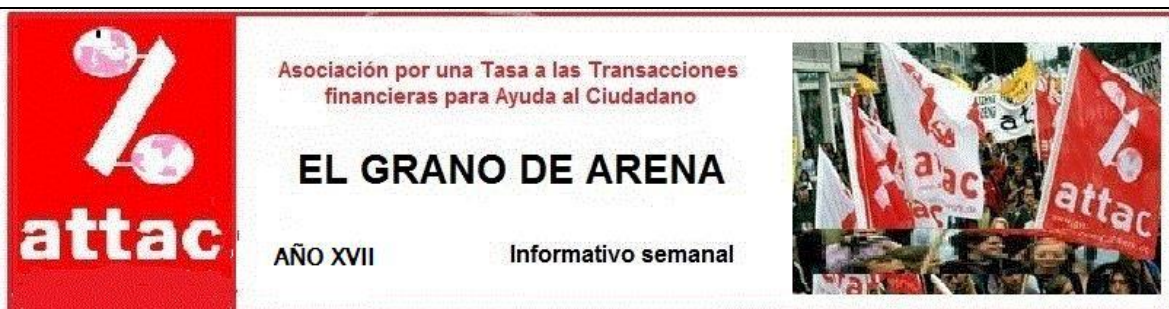 attac
Asociación por una Tasa a las Transacciones
financieras para Ayuda al Ciudadano
EL GRANO DE ARENA
AÑO XVII
Informativo semanal
attac
attac